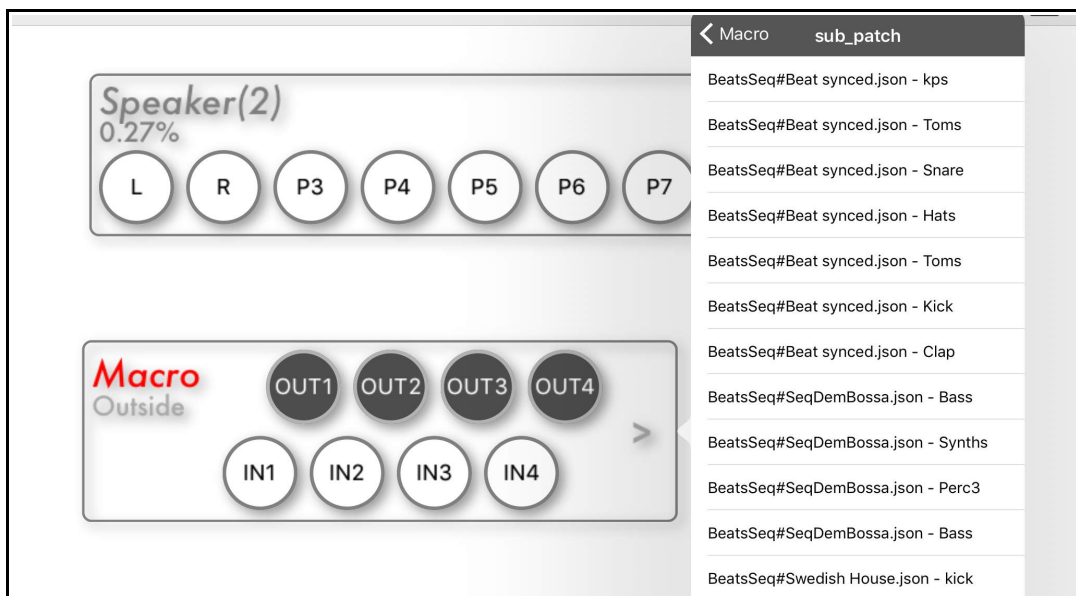 Speaker(2)
0.27%
L R P3 P4 P5 P6 P7
Macro
Outside
OUT1 OUT2 OUT3 OUT4
>
IN1 IN2 IN3 IN4
Macro sub_patch
BeatsSeq#Beat synced.json - kps
BeatsSeq#Beat synced.json - Toms
BeatsSeq#Beat synced.json - Snare
BeatsSeq#Beat synced.json - Hats
BeatsSeq#Beat synced.json - Toms
BeatsSeq#Beat synced.json - Kick
BeatsSeq#Beat synced.json - Clap
BeatsSeq#SeqDemBossa.json - Bass
BeatsSeq#SeqDemBossa.json - Synths
BeatsSeq#SeqDemBossa.json - Perc3
BeatsSeq#SeqDemBossa.json - Bass
BeatsSeq#Swedish House.json - kick